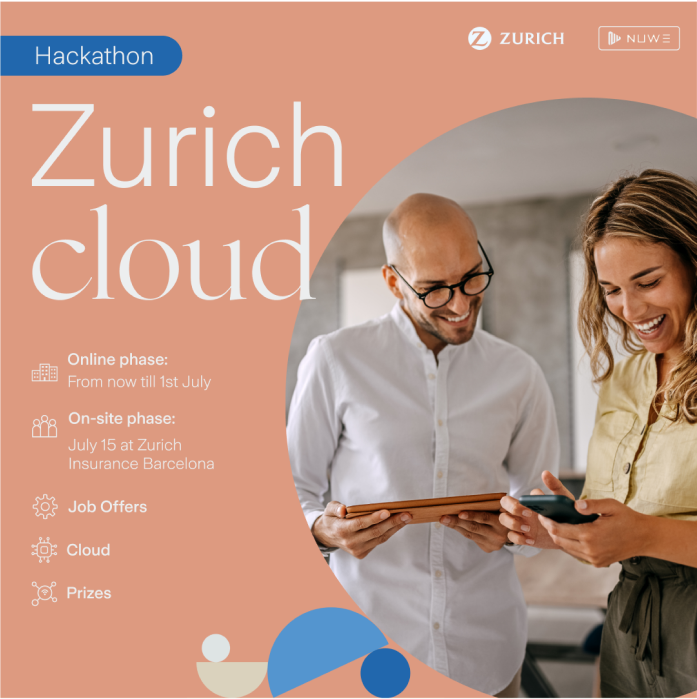 ZURICH
NUWE
Hackathon
Zurich
cloud
Online phase:
From now till 1st July
On-site phase:
July 15 at Zurich
Insurance Barcelona
Job Offers
Cloud
Prizes